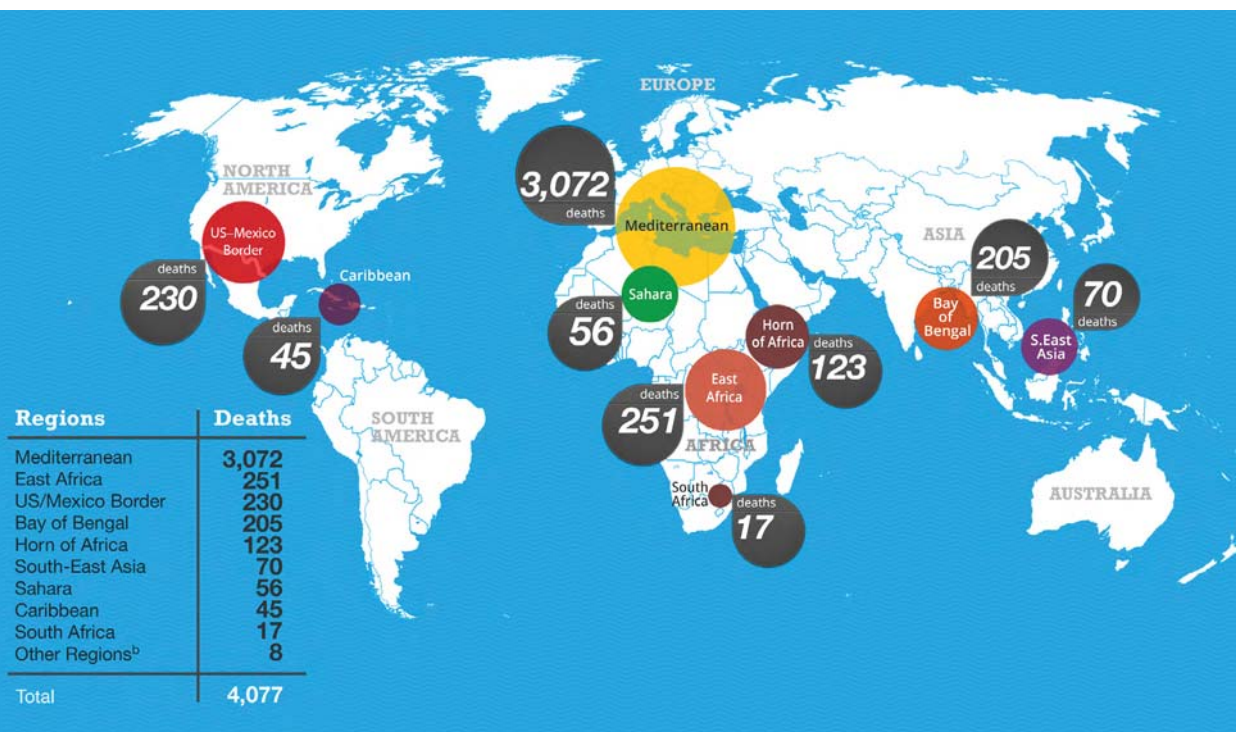 EUROPE
NORTH
AMERICA
3,072
deaths
Mediterranean
US–Mexico
Border
ASIA
205
deaths
deaths
230
Caribbean
Sahara
deaths
56
Bay
of
Bengal
70
deaths
Horn
of Africa
S.East
Asia
deaths
45
deaths
123
East
Africa
deaths
251
SOUTH
AMERICA
AFRICA
South
Africa
deaths
17
AUSTRALIA
Regions Deaths
Mediterranean 3,072
East Africa 251
US/Mexico Border 230
Bay of Bengal 205
Horn of Africa 123
South-East Asia 70
Sahara 56
Caribbean 45
South Africa 17
Other Regionsᵇ 8
Total 4,077